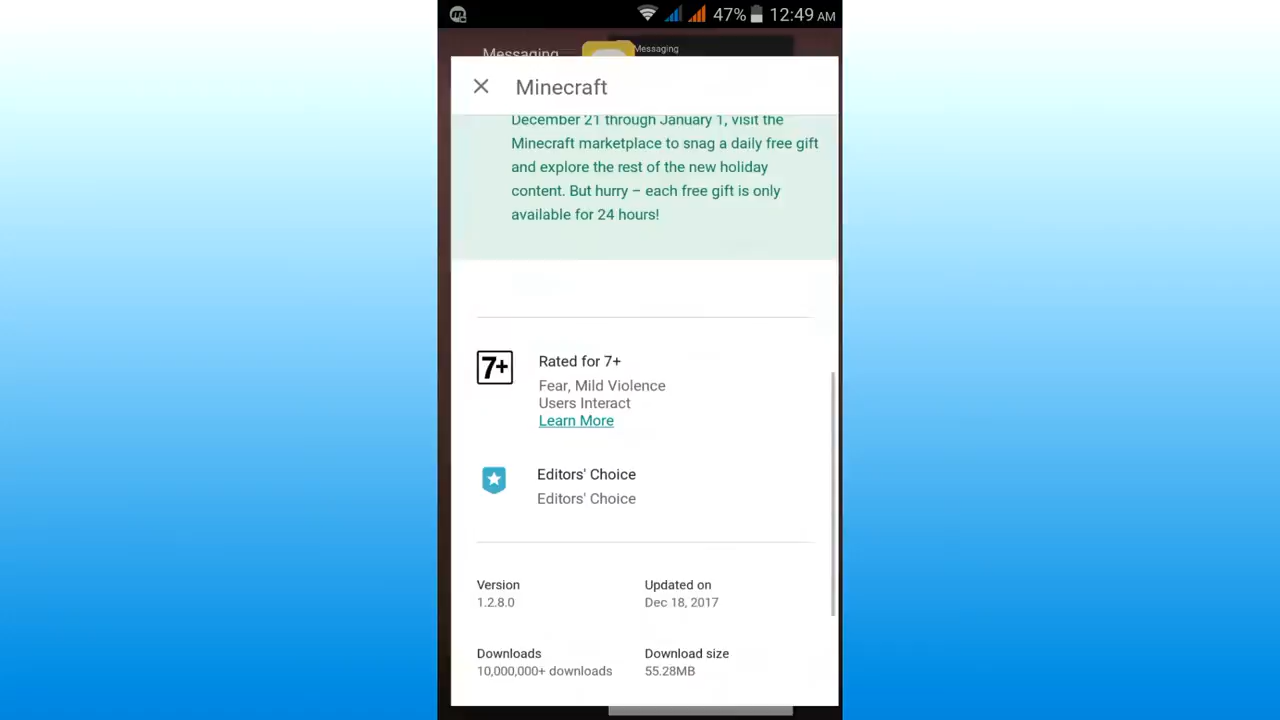 47% 12:49 AM
Messaging
Messaging
Minecraft
December 21 through January 1, visit the
Minecraft marketplace to snag a daily free gift
and explore the rest of the new holiday
content. But hurry – each free gift is only
available for 24 hours!
7+
Rated for 7+
Fear, Mild Violence
Users Interact
Learn More
Editors' Choice
Editors' Choice
Version
1.2.8.0
Updated on
Dec 18, 2017
Downloads
10,000,000+ downloads
Download size
55.28MB